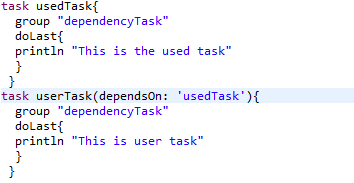 task usedTask{
  group "dependencyTask"
  doLast{
  println "This is the used task"
  }
 }
task userTask(dependsOn: 'usedTask'){
  group "dependencyTask"
  doLast{
  println "This is user task"
  }
 }